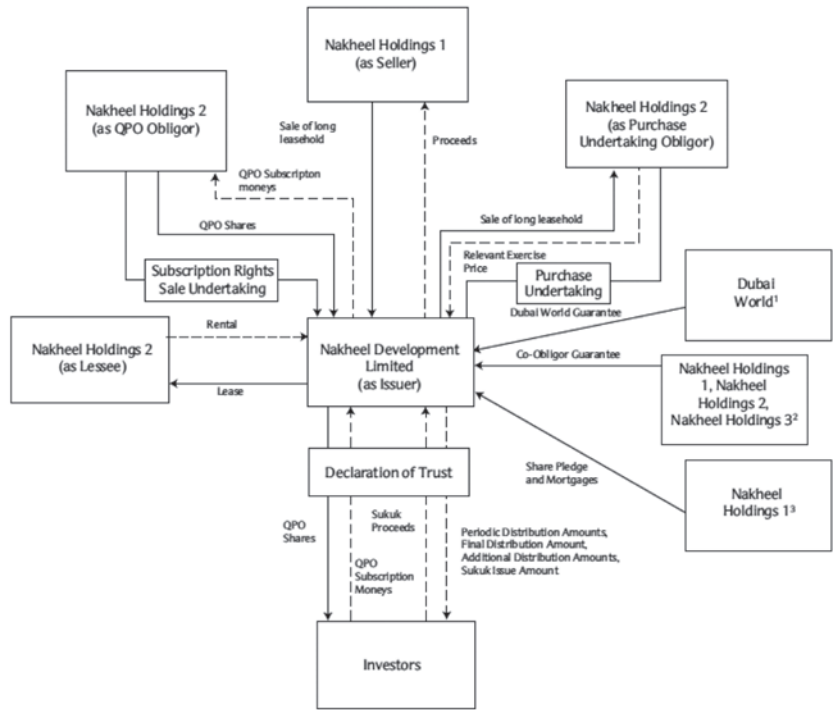 Nakheel Holdings 1
(as Seller)
Nakheel Holdings 2
(as QPO Obligor)
Nakheel Holdings 2
(as Purchase
Undertaking Obligor)
Sale of long
leasehold
Proceeds
QPO Subscripton
moneys
QPO Shares
Sale of long leasehold
Relevant Exercise
Price
Subscription Rights
Sale Undertaking
Purchase
Undertaking
Dubai
World¹
Dubai World Guarantee
Rental
Nakheel Holdings 2
(as Lessee)
Lease
Nakheel Development
Limited
(as Issuer)
Co-Obligor Guarantee
Nakheel Holdings
1, Nakheel
Holdings 2,
Nakheel Holdings 3²
Share Pledge
and Mortgages
Nakheel
Holdings 1³
Declaration of Trust
QPO
Shares
Sukuk
Proceeds
QPO
Subscription
Moneys
Periodic Distribution Amounts,
Final Distribution Amount,
Additional Distribution Amounts,
Sukuk Issue Amount
Investors